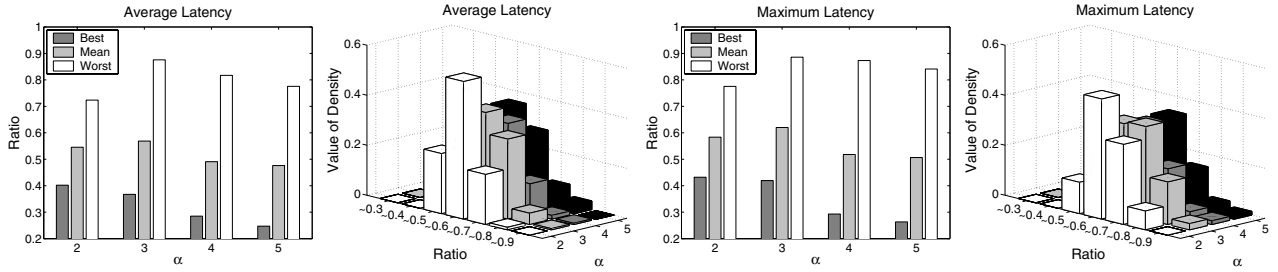 Average Latency
1
0.9
0.8
0.7
0.6
0.5
0.4
0.3
0.2
Ratio
Best
Mean
Worst
2 3 4 5
α
Average Latency
0.6
0.4
0.2
0
Value of Density
~0.3
~0.4
~0.5
~0.6
~0.7
~0.8
~0.9
Ratio
2
3
4
5
α
Maximum Latency
1
0.9
0.8
0.7
0.6
0.5
0.4
0.3
0.2
Ratio
Best
Mean
Worst
2 3 4 5
α
Maximum Latency
0.6
0.4
0.2
0
Value of Density
~0.3
~0.4
~0.5
~0.6
~0.7
~0.8
~0.9
Ratio
2
3
4
5
α